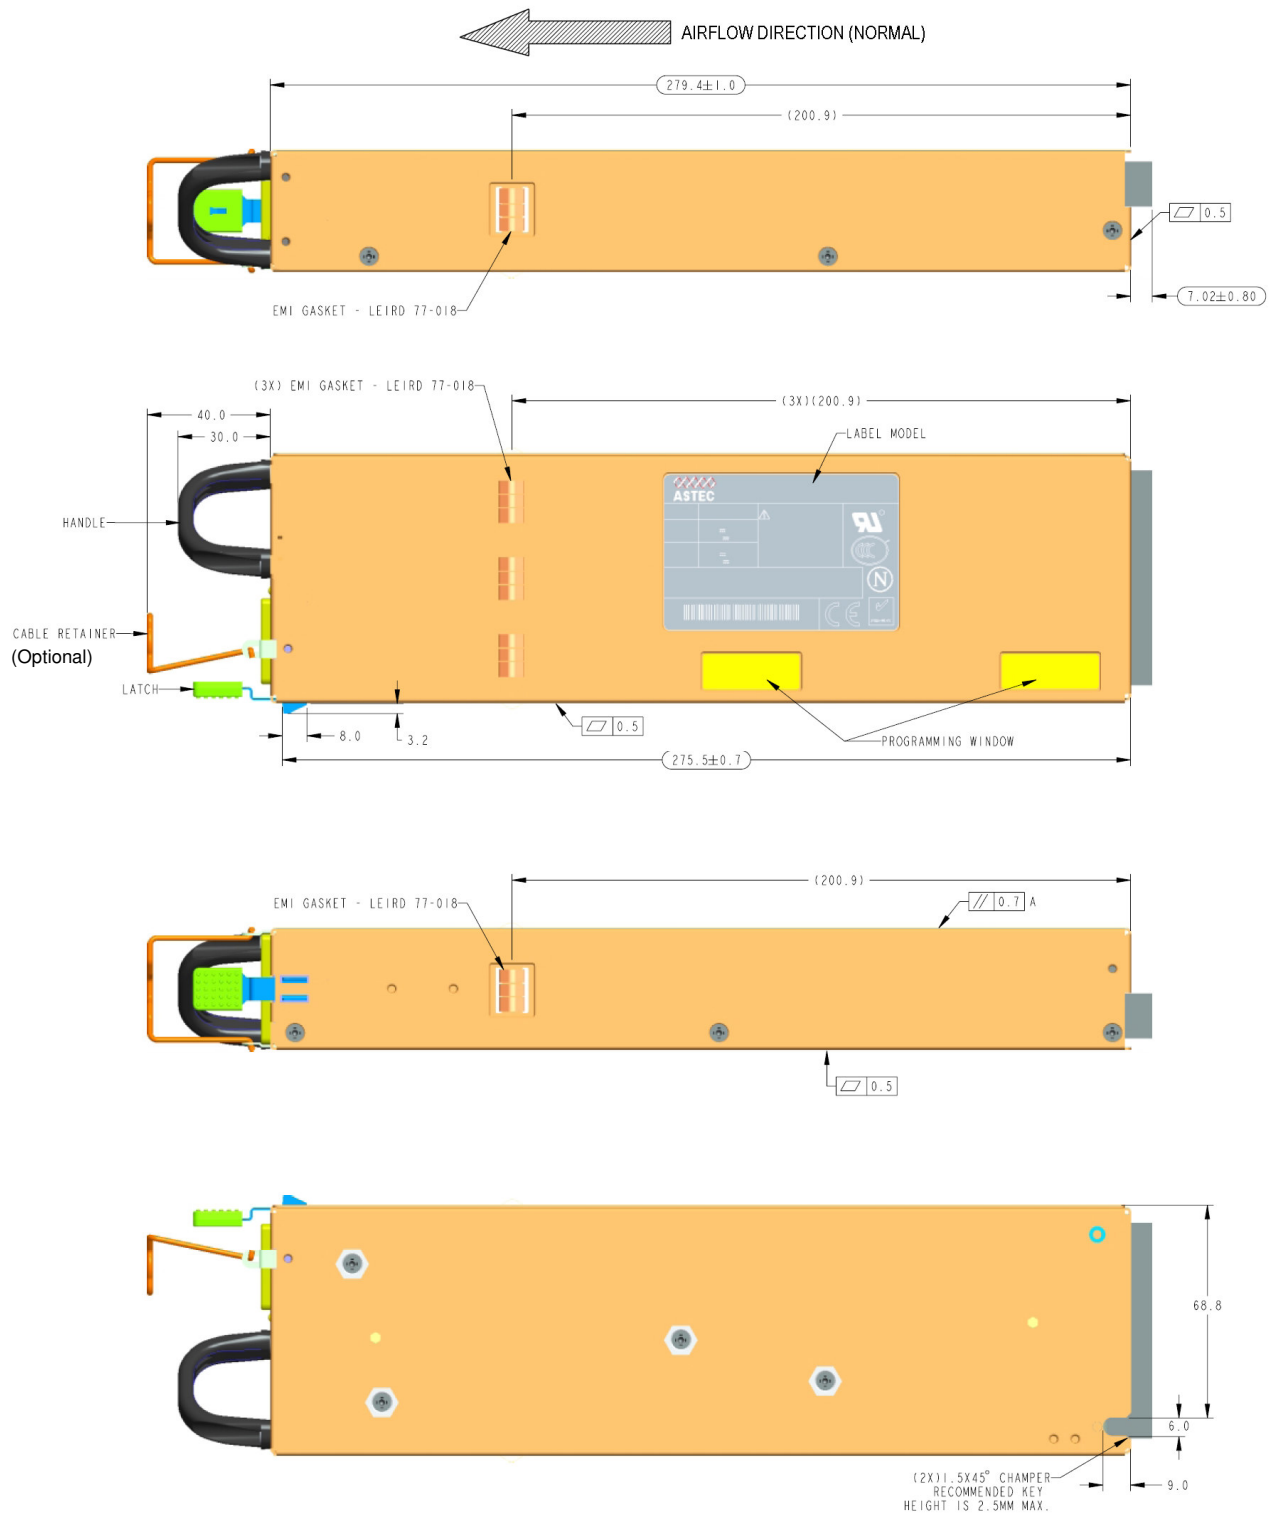 AIRFLOW DIRECTION (NORMAL)
279.4±1.0
(200.9)
0.5
7.02±0.80
EMI GASKET - LEIRD 77-018
(3X) EMI GASKET - LEIRD 77-018
40.0
(3X)(200.9)
30.0
LABEL MODEL
ASTEC
HANDLE
N
CABLE RETAINER
(Optional)
CE
LATCH
8.0
3.2
0.5
PROGRAMMING WINDOW
275.5±0.7
(200.9)
EMI GASKET - LEIRD 77-018
// 0.7 A
0.5
68.8
6.0
(2X)1.5X45° CHAMPER
RECOMMENDED KEY
HEIGHT IS 2.5MM MAX.
9.0